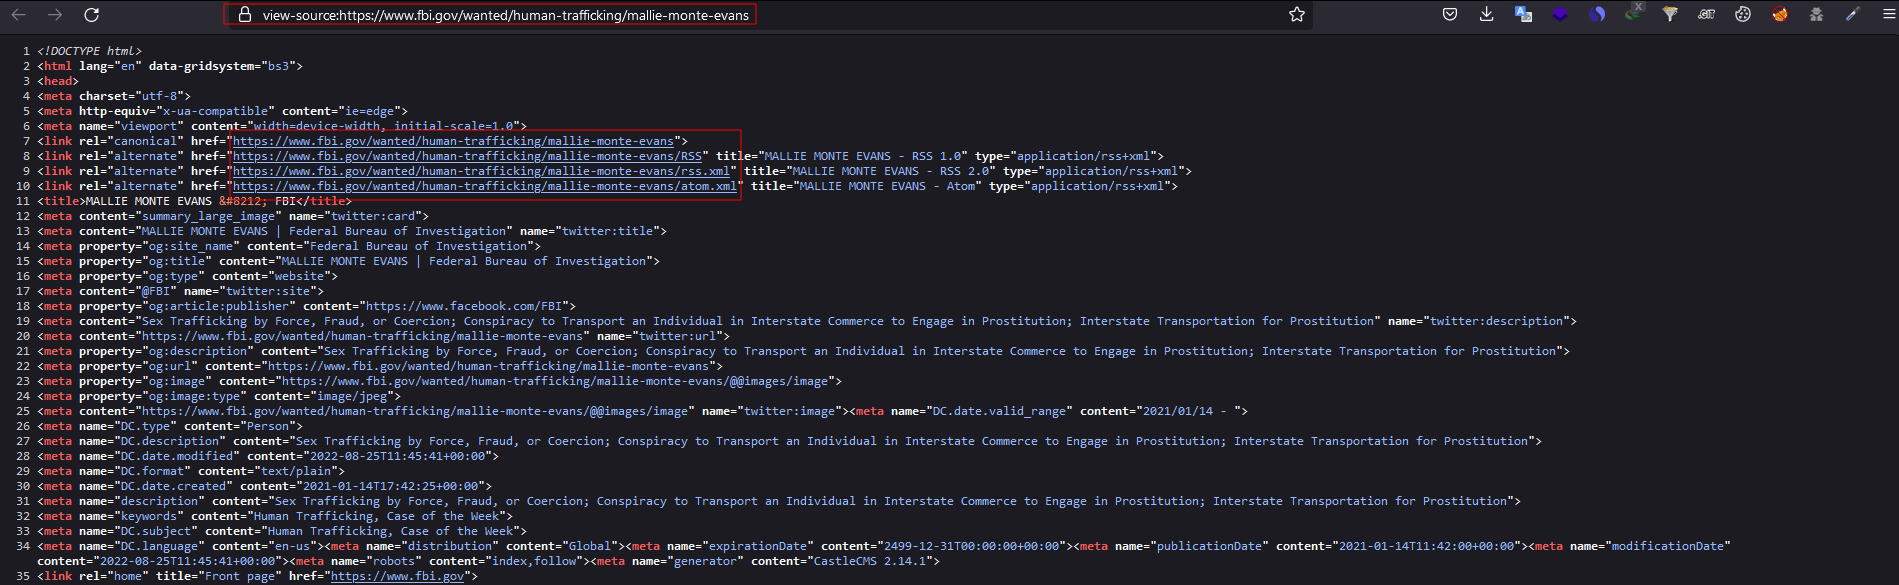 view-source:https://www.fbi.gov/wanted/human-trafficking/mallie-monte-evans
1 <!DOCTYPE html>
2 <html lang="en" data-gridsystem="bs3">
3 <head>
4 <meta charset="utf-8">
5 <meta http-equiv="x-ua-compatible" content="ie=edge">
6 <meta name="viewport" content="width=device-width, initial-scale=1.0">
7 <link rel="canonical" href="https://www.fbi.gov/wanted/human-trafficking/mallie-monte-evans">
8 <link rel="alternate" href="https://www.fbi.gov/wanted/human-trafficking/mallie-monte-evans/RSS" title="MALLIE MONTE EVANS - RSS 1.0" type="application/rss+xml">
9 <link rel="alternate" href="https://www.fbi.gov/wanted/human-trafficking/mallie-monte-evans/rss.xml" title="MALLIE MONTE EVANS - RSS 2.0" type="application/rss+xml">
10 <link rel="alternate" href="https://www.fbi.gov/wanted/human-trafficking/mallie-monte-evans/atom.xml" title="MALLIE MONTE EVANS - Atom" type="application/rss+xml">
11 <title>MALLIE MONTE EVANS &#8212; FBI</title>
12 <meta content="summary_large_image" name="twitter:card">
13 <meta content="MALLIE MONTE EVANS | Federal Bureau of Investigation" name="twitter:title">
14 <meta property="og:site_name" content="Federal Bureau of Investigation">
15 <meta property="og:title" content="MALLIE MONTE EVANS | Federal Bureau of Investigation">
16 <meta property="og:type" content="website">
17 <meta content="@FBI" name="twitter:site">
18 <meta property="og:article:publisher" content="https://www.facebook.com/FBI">
19 <meta content="Sex Trafficking by Force, Fraud, or Coercion; Conspiracy to Transport an Individual in Interstate Commerce to Engage in Prostitution; Interstate Transportation for Prostitution" name="twitter:description">
20 <meta content="https://www.fbi.gov/wanted/human-trafficking/mallie-monte-evans" name="twitter:url">
21 <meta property="og:description" content="Sex Trafficking by Force, Fraud, or Coercion; Conspiracy to Transport an Individual in Interstate Commerce to Engage in Prostitution; Interstate Transportation for Prostitution">
22 <meta property="og:url" content="https://www.fbi.gov/wanted/human-trafficking/mallie-monte-evans">
23 <meta property="og:image" content="https://www.fbi.gov/wanted/human-trafficking/mallie-monte-evans/@@images/image">
24 <meta property="og:image:type" content="image/jpeg">
25 <meta content="https://www.fbi.gov/wanted/human-trafficking/mallie-monte-evans/@@images/image" name="twitter:image"><meta name="DC.date.valid_range" content="2021/01/14 - ">
26 <meta name="DC.type" content="Person">
27 <meta name="DC.description" content="Sex Trafficking by Force, Fraud, or Coercion; Conspiracy to Transport an Individual in Interstate Commerce to Engage in Prostitution; Interstate Transportation for Prostitution">
28 <meta name="DC.date.modified" content="2022-08-25T11:45:41+00:00">
29 <meta name="DC.format" content="text/plain">
30 <meta name="DC.date.created" content="2021-01-14T17:42:25+00:00">
31 <meta name="description" content="Sex Trafficking by Force, Fraud, or Coercion; Conspiracy to Transport an Individual in Interstate Commerce to Engage in Prostitution; Interstate Transportation for Prostitution">
32 <meta name="keywords" content="Human Trafficking, Case of the Week">
33 <meta name="DC.subject" content="Human Trafficking, Case of the Week">
34 <meta name="DC.language" content="en-us"><meta name="distribution" content="Global"><meta name="expirationDate" content="2499-12-31T00:00:00+00:00"><meta name="publicationDate" content="2021-01-14T11:42:00+00:00"><meta name="modificationDate"
content="2022-08-25T11:45:41+00:00"><meta name="robots" content="index,follow"><meta name="generator" content="CastleCMS 2.14.1">
35 <link rel="home" title="Front page" href="https://www.fbi.gov">